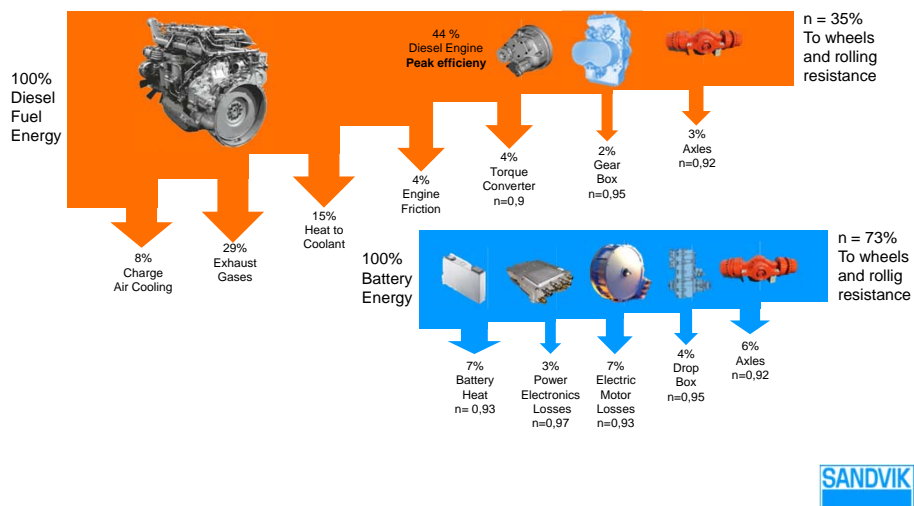 100%
Diesel
Fuel
Energy
44 %
Diesel Engine
Peak efficieny
n = 35%
To wheels
and rolling
resistance
8%
Charge
Air Cooling
29%
Exhaust
Gases
15%
Heat to
Coolant
4%
Engine
Friction
4%
Torque
Converter
n=0,9
2%
Gear
Box
n=0,95
3%
Axles
n=0,92
100%
Battery
Energy
n = 73%
To wheels
and rollig
resistance
7%
Battery
Heat
n= 0,93
3%
Power
Electronics
Losses
n=0,97
7%
Electric
Motor
Losses
n=0,93
4%
Drop
Box
n=0,95
6%
Axles
n=0,92
SANDVIK